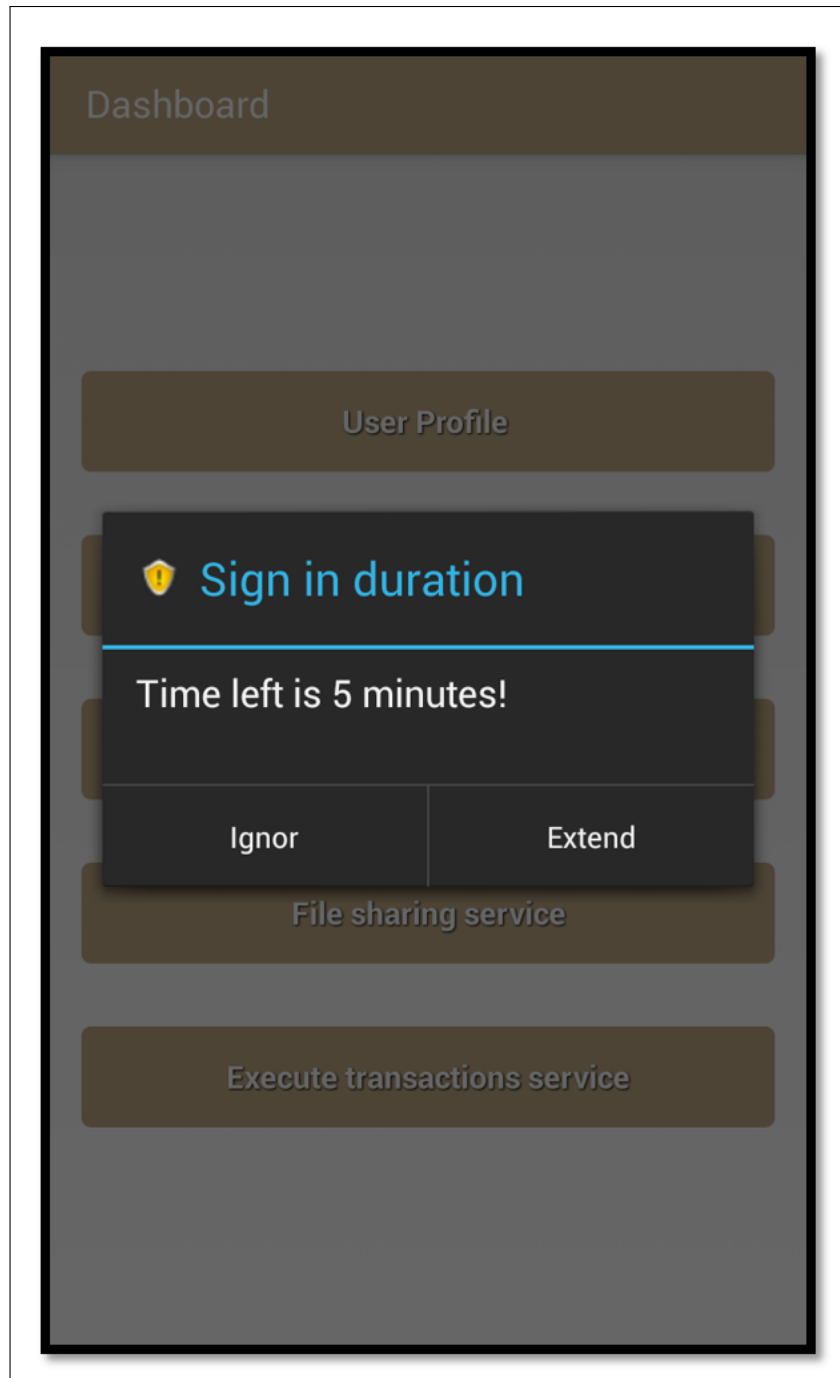 Dashboard
User Profile
Sign in duration
Time left is 5 minutes!
Ignor
Extend
File sharing service
Execute transactions service